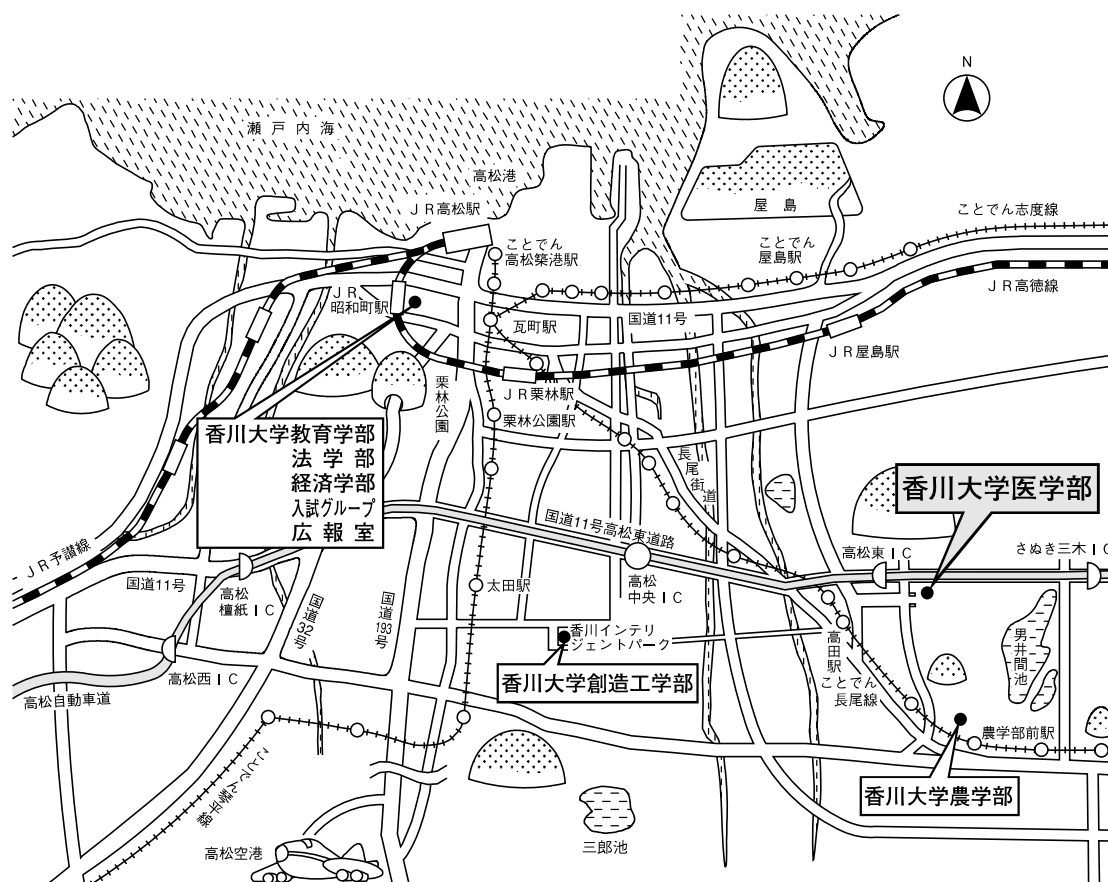 N
瀬戸内海
高松港
JR高松駅
屋島
ことでん志度線
ことでん
高松築港駅
ことでん
屋島駅
JR高徳線
JR
昭和町駅
瓦町駅
国道11号
JR屋島駅
栗林公園
JR栗林駅
栗林公園駅
香川大学教育学部
法学部
経済学部
入試グループ
広報室
長尾街道
香川大学医学部
国道11号高松東道路
高松東IC
さぬき三木IC
JR予讃線
国道11号
高松
檀紙IC
国道32号
国道193号
太田駅
高松
中央IC
香川インテリ
ジェントパーク
高田駅
男井間池
高松西IC
高松自動車道
香川大学創造工学部
ことでん
長尾線
農学部前駅
香川大学農学部
ことでん琴平線
高松空港
三郎池